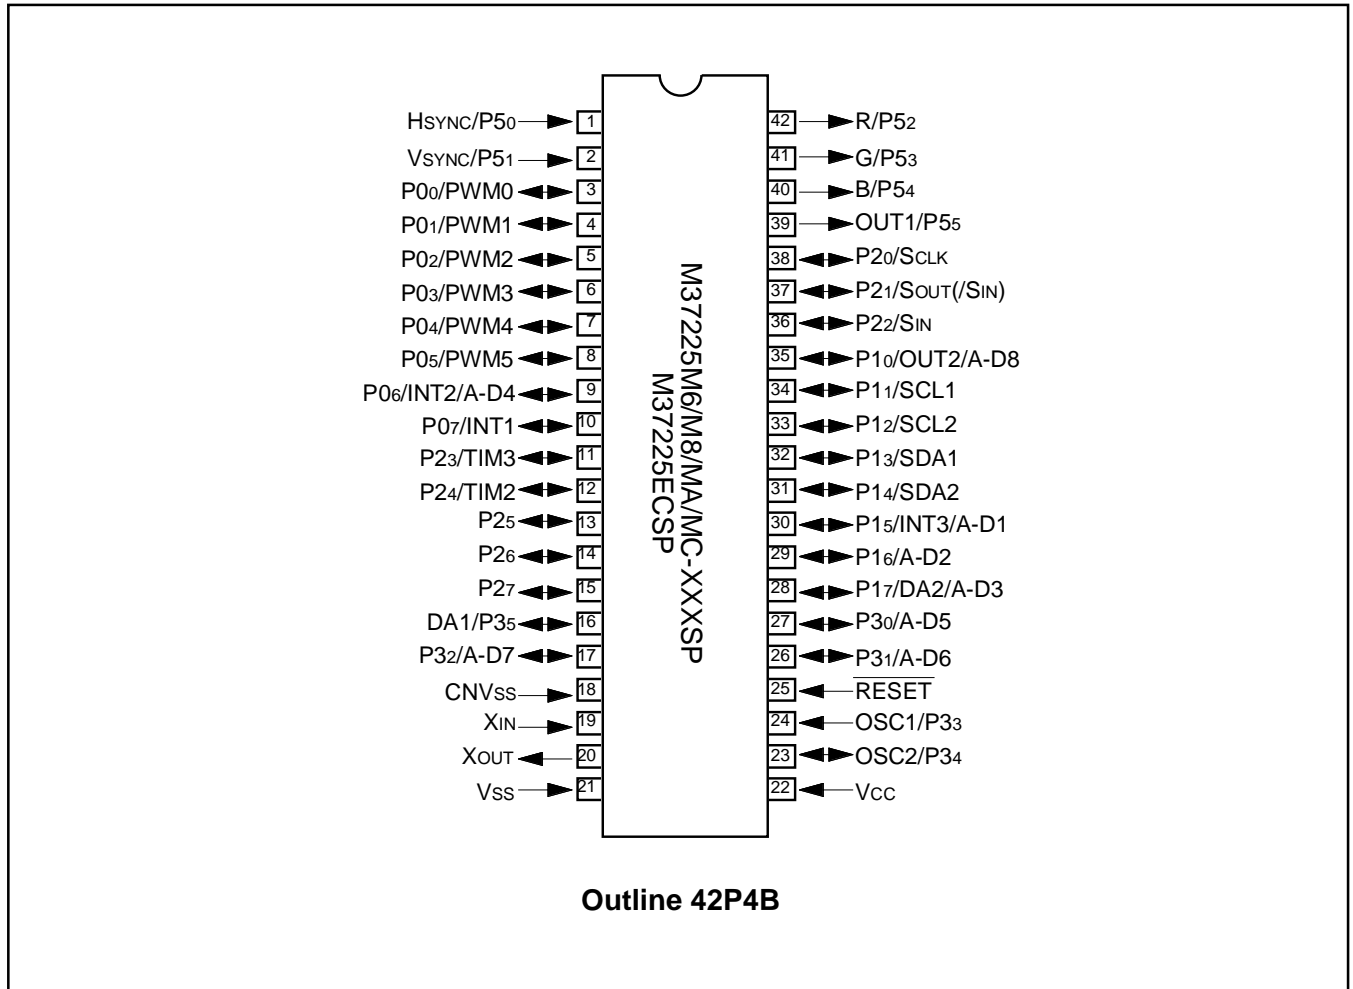 HSYNC/P50 1 42 R/P52
VSYNC/P51 2 41 G/P53
P00/PWM0 3 40 B/P54
P01/PWM1 4 39 OUT1/P55
P02/PWM2 5 38 P20/SCLK
P03/PWM3 6 37 P21/SOUT(/SIN)
P04/PWM4 7 36 P22/SIN
P05/PWM5 8 35 P10/OUT2/A-D8
P06/INT2/A-D4 9 34 P11/SCL1
P07/INT1 10 33 P12/SCL2
P23/TIM3 11 32 P13/SDA1
P24/TIM2 12 31 P14/SDA2
P25 13 30 P15/INT3/A-D1
P26 14 29 P16/A-D2
P27 15 28 P17/DA2/A-D3
DA1/P35 16 27 P30/A-D5
P32/A-D7 17 26 P31/A-D6
CNVSS 18 25 RESET
XIN 19 24 OSC1/P33
XOUT 20 23 OSC2/P34
VSS 21 22 VCC
M37225M6/M8/MA/MC-XXXSP
M37225ECSP
Outline 42P4B